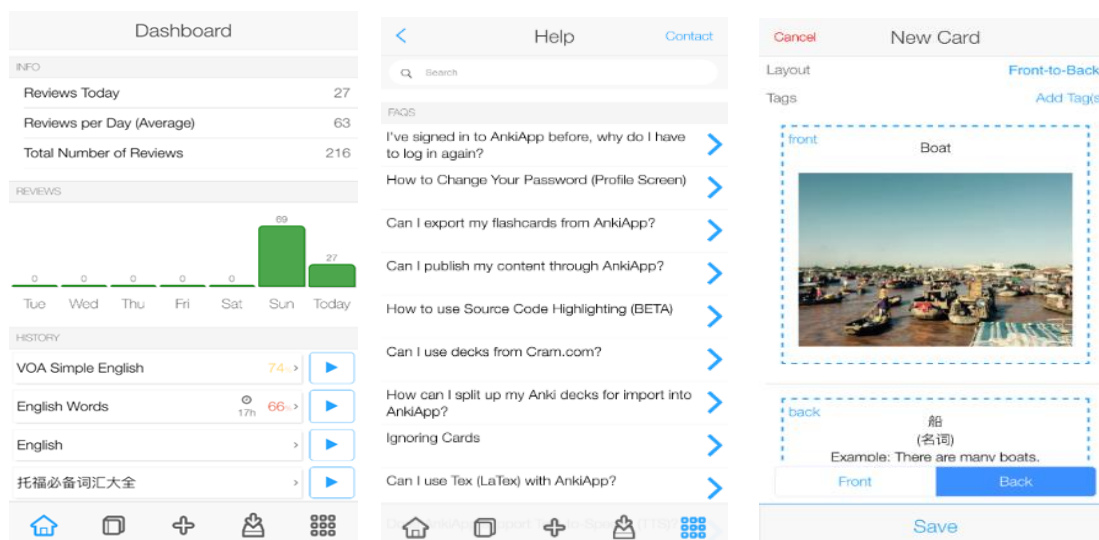 Dashboard
INFO
Reviews Today 27
Reviews per Day (Average) 63
Total Number of Reviews 216
REVIEWS
69
27
0 0 0 0 0
Tue Wed Thu Fri Sat Sun Today
HISTORY
VOA Simple English 74%
English Words 17h 66%
English
托福必备词汇大全
Help Contact
Search
FAQS
I've signed in to AnkiApp before, why do I have
to log in again?
How to Change Your Password (Profile Screen)
Can I export my flashcards from AnkiApp?
Can I publish my content through AnkiApp?
How to use Source Code Highlighting (BETA)
Can I use decks from Cram.com?
How can I split up my Anki decks for import into
AnkiApp?
Ignoring Cards
Can I use Tex (LaTex) with AnkiApp?
Cancel New Card
Layout Front-to-Back
Tags Add Tag(s
front
Boat
back
船
(名词)
Example: There are many boats.
Front Back
Save